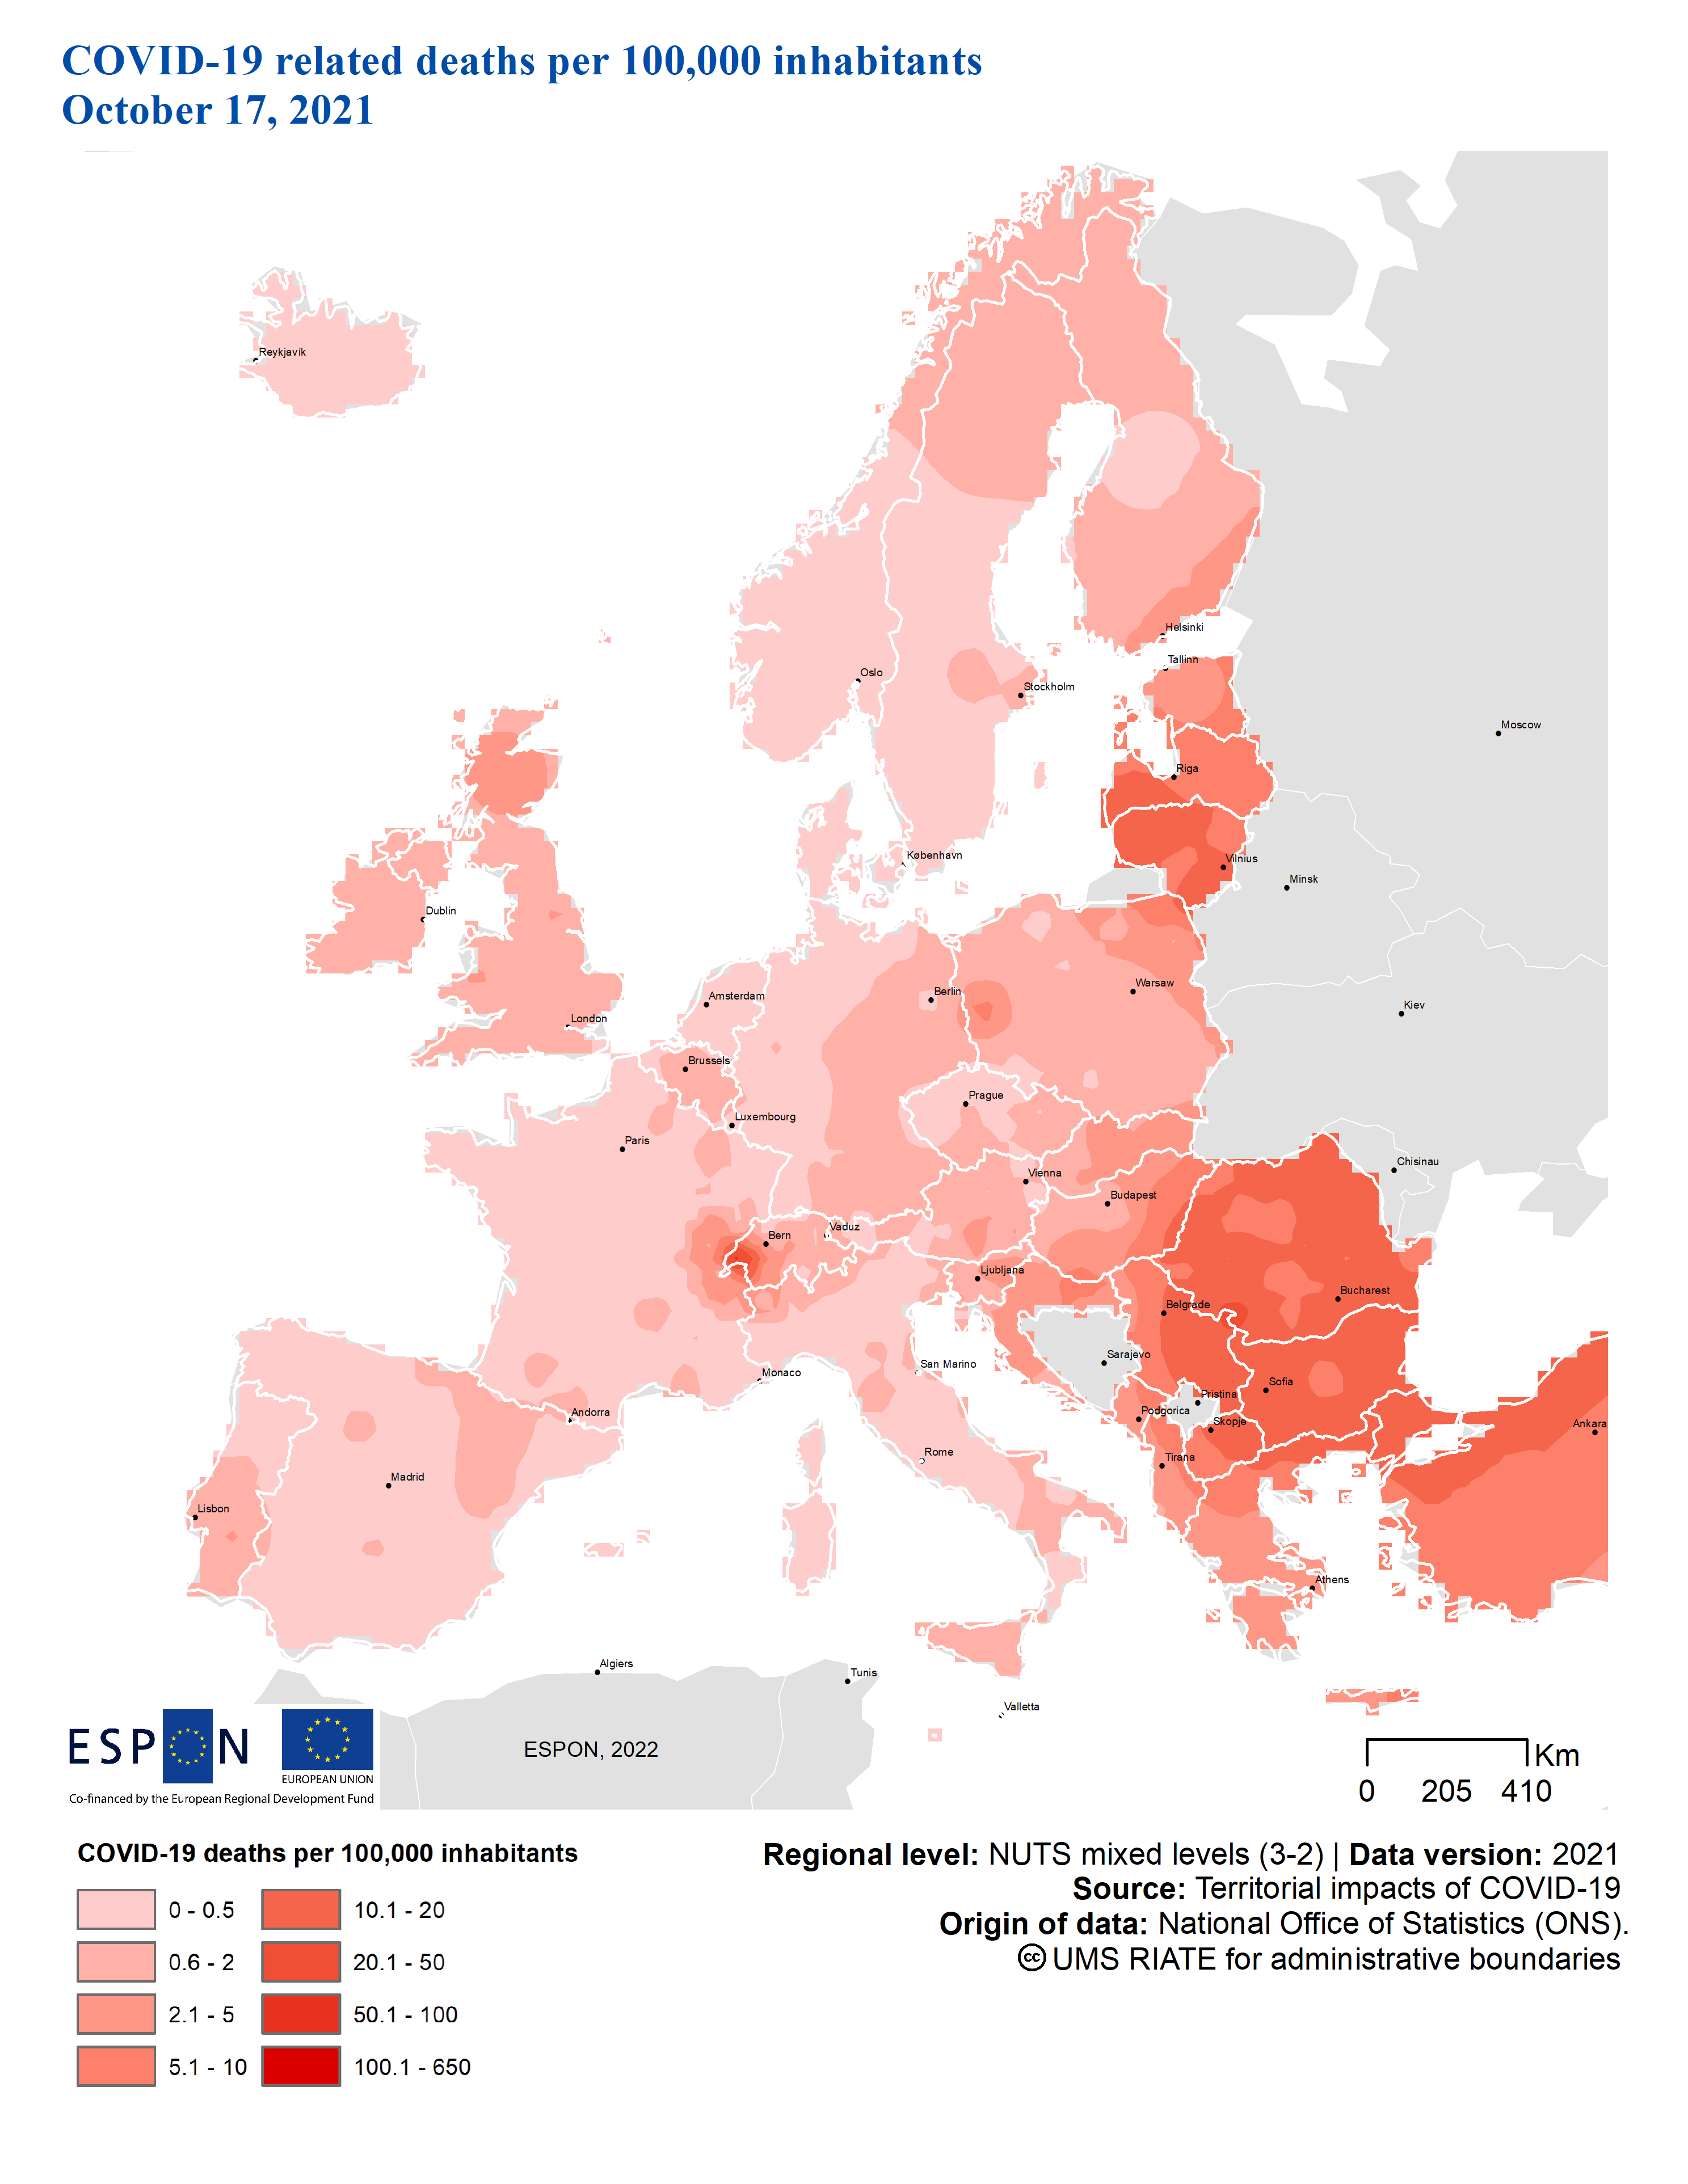 COVID-19 related deaths per 100,000 inhabitants
October 17, 2021
Reykjavík
Helsinki
Tallinn
Oslo
Stockholm
Moscow
Riga
København
Vilnius
Minsk
Dublin
Amsterdam
Berlin
Warsaw
Kiev
London
Brussels
Prague
Luxembourg
Paris
Chisinau
Vienna
Budapest
Vaduz
Bern
Ljubljana
Bucharest
Belgrade
Sarajevo
San Marino
Monaco
Sofia
Pristina
Andorra
Podgorica
Skopje
Ankara
Rome
Tirana
Madrid
Lisbon
Athens
Algiers
Tunis
Valletta
ESPON
EUROPEAN UNION
Co-financed by the European Regional Development Fund
ESPON, 2022
Km
0 205 410
COVID-19 deaths per 100,000 inhabitants
0 - 0.5
0.6 - 2
2.1 - 5
5.1 - 10
10.1 - 20
20.1 - 50
50.1 - 100
100.1 - 650
Regional level: NUTS mixed levels (3-2) | Data version: 2021
Source: Territorial impacts of COVID-19
Origin of data: National Office of Statistics (ONS).
cc UMS RIATE for administrative boundaries